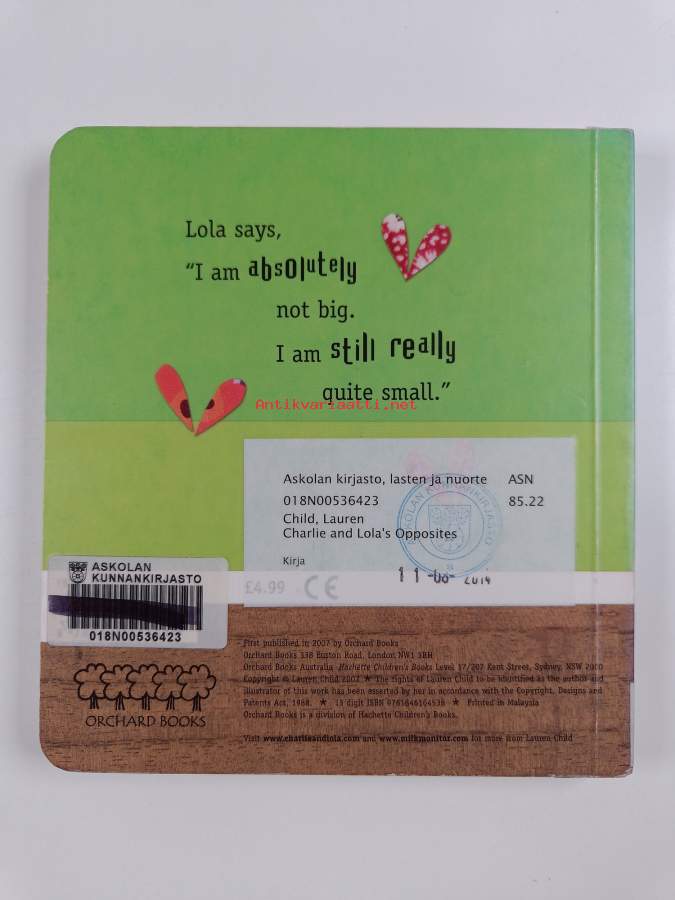 Lola says,
“I am absolutely
not big.
I am still really
quite small.”
Antikvariaatti.net
Askolan kirjasto, lasten ja nuorte ASN
018N00536423 85.22
Child, Lauren
Charlie and Lola's Opposites
Kirja
ASKOLAN KUNNANKIRJASTO
11-08-2014
£4.99 CE
ASKOLAN
KUNNANKIRJASTO
018N00536423
ORCHARD BOOKS
First published in 2007 by Orchard Books
Orchard Books 338 Euston Road, London NW1 3BH
Orchard Books Australia Hachette Children's Books Level 17/207 Kent Street, Sydney, NSW 2000
Copyright © Lauren Child 2007 ★ The rights of Lauren Child to be identified as the author and
illustrator of this work has been asserted by her in accordance with the Copyright, Designs and
Patents Act, 1988. ★ 13 digit ISBN 9781846164538 ★ Printed in Malaysia
Orchard Books is a division of Hachette Children's Books.
Visit www.charlieandlola.com and www.milkmonitor.com for more from Lauren Child